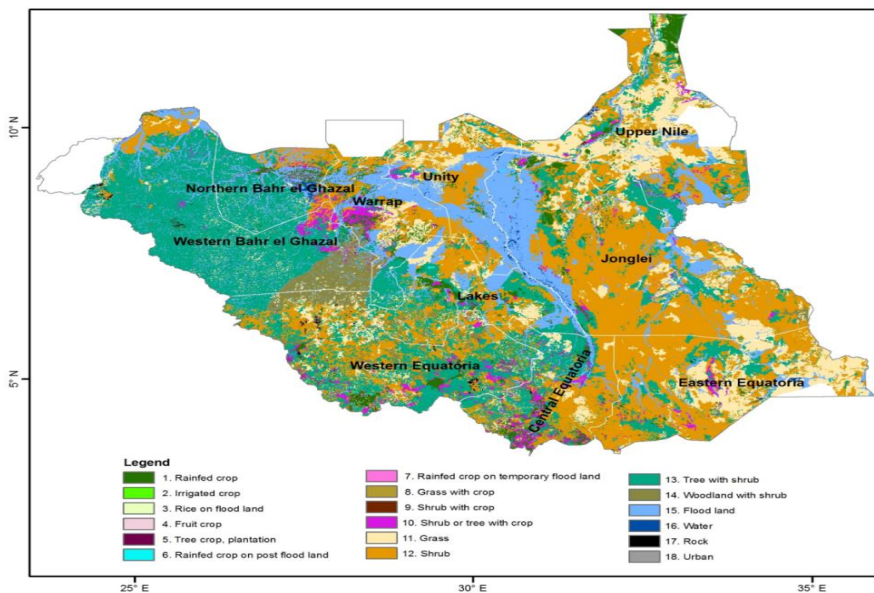 10°N
5°N
Upper Nile
Unity
Northern Bahr el Ghazal
Warrap
Western Bahr el Ghazal
Jonglei
Lakes
Western Equatoria
Central Equatoria
Eastern Equatoria
Legend
1. Rainfed crop
2. Irrigated crop
3. Rice on flood land
4. Fruit crop
5. Tree crop, plantation
6. Rainfed crop on post flood land
7. Rainfed crop on temporary flood land
8. Grass with crop
9. Shrub with crop
10. Shrub or tree with crop
11. Grass
12. Shrub
13. Tree with shrub
14. Woodland with shrub
15. Flood land
16. Water
17. Rock
18. Urban
25° E
30° E
35° E